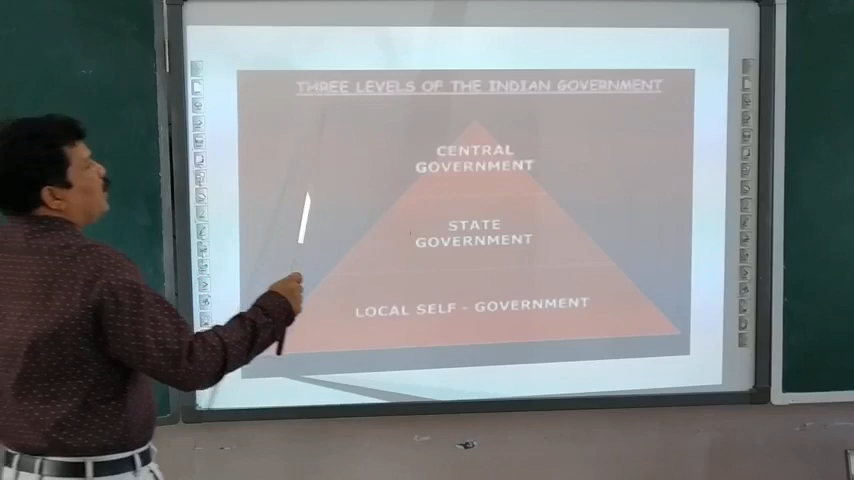 THREE LEVELS OF THE INDIAN GOVERNMENT
CENTRAL
GOVERNMENT
STATE
GOVERNMENT
LOCAL SELF - GOVERNMENT